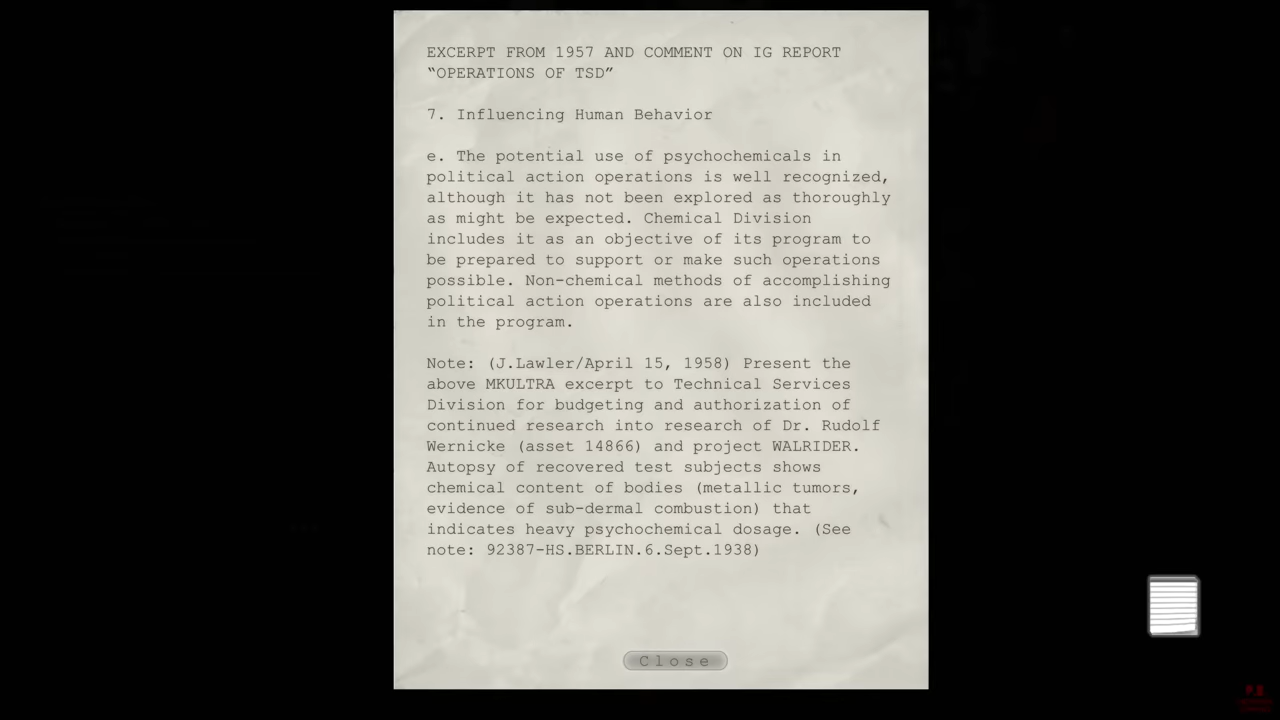 EXCERPT FROM 1957 AND COMMENT ON IG REPORT
“OPERATIONS OF TSD”
7. Influencing Human Behavior
e. The potential use of psychochemicals in
political action operations is well recognized,
although it has not been explored as thoroughly
as might be expected. Chemical Division
includes it as an objective of its program to
be prepared to support or make such operations
possible. Non-chemical methods of accomplishing
political action operations are also included
in the program.
Note: (J.Lawler/April 15, 1958) Present the
above MKULTRA excerpt to Technical Services
Division for budgeting and authorization of
continued research into research of Dr. Rudolf
Wernicke (asset 14866) and project WALRIDER.
Autopsy of recovered test subjects shows
chemical content of bodies (metallic tumors,
evidence of sub-dermal combustion) that
indicates heavy psychochemical dosage. (See
note: 92387-HS.BERLIN.6.Sept.1938)
Close